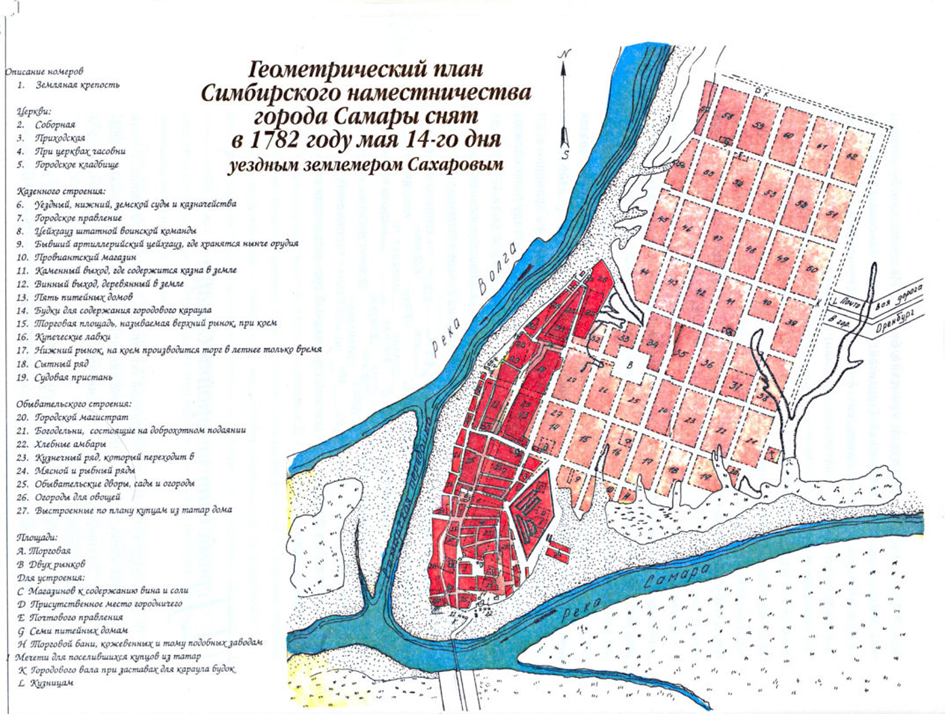 Геометрический план
Симбирского наместничества
города Самары снят
в 1782 году мая 14-го дня
уездным землемером Сахаровым
Описание номеров
1. Земляная крепость
Церкви:
2. Соборная
3. Приходская
4. При церквах часовни
5. Городское кладбище
Казенного строения:
6. Уездный, нижний, земской суды и казначейства
7. Городское правление
8. Цейхгауз штатной воинской команды
9. Бывший артиллерийский цейхгауз, где хранятся нынче орудия
10. Провиантский магазин
11. Каменный выход, где содержится казна в земле
12. Винный выход, деревянный в земле
13. Пять питейных домов
14. Будки для содержания городового караула
15. Торговая площадь, называемая верхний рынок, при коем
16. Купеческие лавки
17. Нижний рынок, на коем производится торг в летнее только время
18. Сытный ряд
19. Судовая пристань
Обывательского строения:
20. Городской магистрат
21. Богодельни, состоящие на доброхотном подаянии
22. Хлебные амбары
23. Кузнечный ряд, который переходит в
24. Мясной и рыбный ряды
25. Обывательские дворы, сады и огороды
26. Огороды для овощей
27. Выстроенные по плану купцам из татар дома
Площади:
А. Торговая
В Двух рынков
Для устроения:
С Магазинов к содержанию вина и соли
D Присутственное место городничего
Е Почтового правления
G Семи питейных домам
Н Торговой бани, кожевенных и тому подобных заводам
I Мечети для поселившихся купцов из татар
К Городового вала при заставах для караула будок
L Кузницам
N
S
Река Волга
L Почто вая дорога
В гор. Оренбург
В
Река Самара